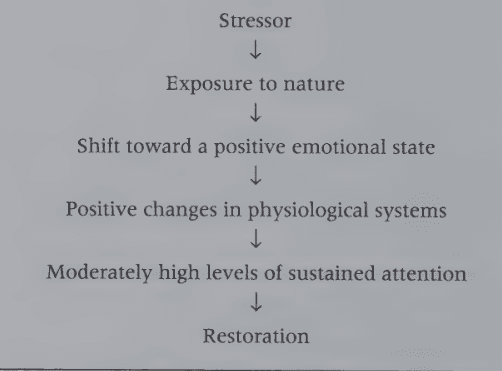 Stressor
↓
Exposure to nature
↓
Shift toward a positive emotional state
↓
Positive changes in physiological systems
↓
Moderately high levels of sustained attention
↓
Restoration